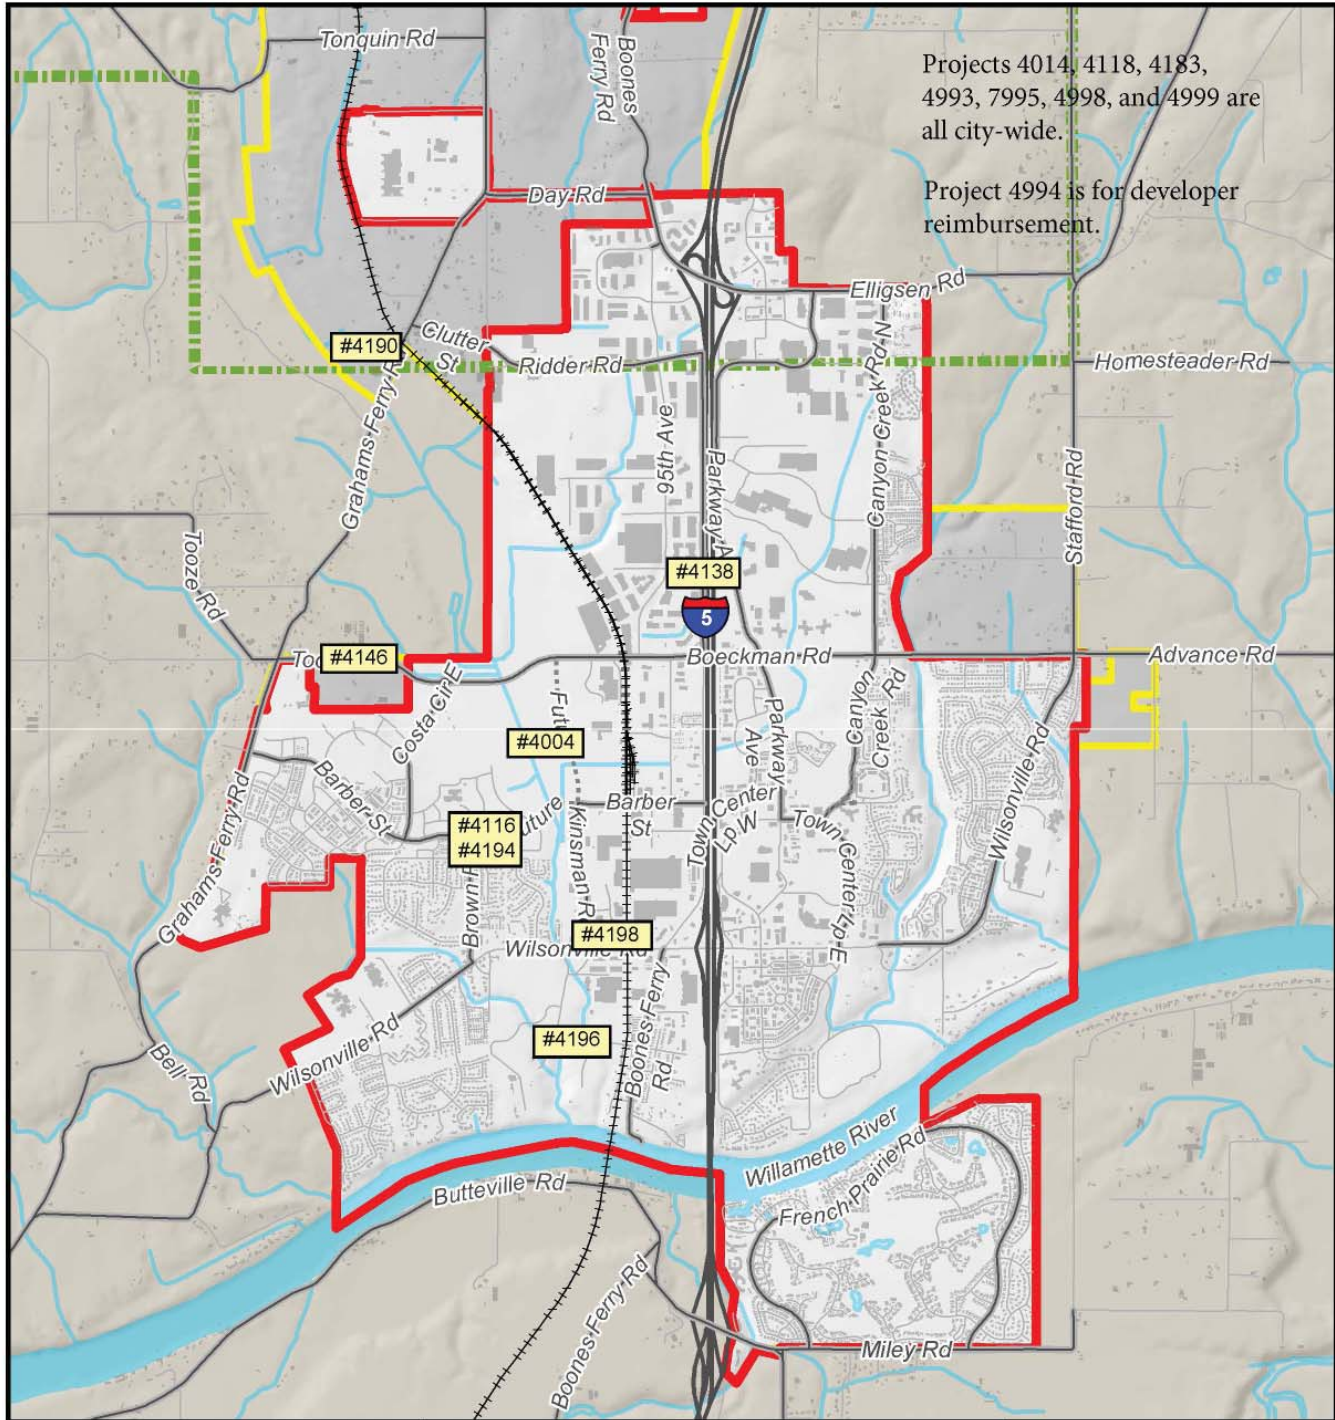 Tonquin Rd
Boones
Ferry Rd
Projects 4014, 4118, 4183,
4993, 7995, 4998, and 4999 are
all city-wide.
Project 4994 is for developer
reimbursement.
Day Rd
Elligsen Rd
#4190
Clutter
St
Ridder Rd
Homesteader Rd
Grahams Ferry R
95th Ave
Parkway A
Canyon Creek Rd N
Stafford Rd
Tooze Rd
#4138
5
#4146
Boeckman Rd
Advance Rd
Costa Cir E
#4004
Parkway
Ave
Canyon
Creek Rd
Wilsonville Rd
Barber St
Barber
St
Town Center
Lp W
Town Center Lp E
#4116
#4194
uture
Kinsman R
Grahams Ferry Rd
Brown R
#4198
Boones Ferry
Rd
#4196
Wilsonville Rd
Bell Rd
Willamette River
French Prairie Rd
Butteville Rd
Boones Ferry Rd
Miley Rd